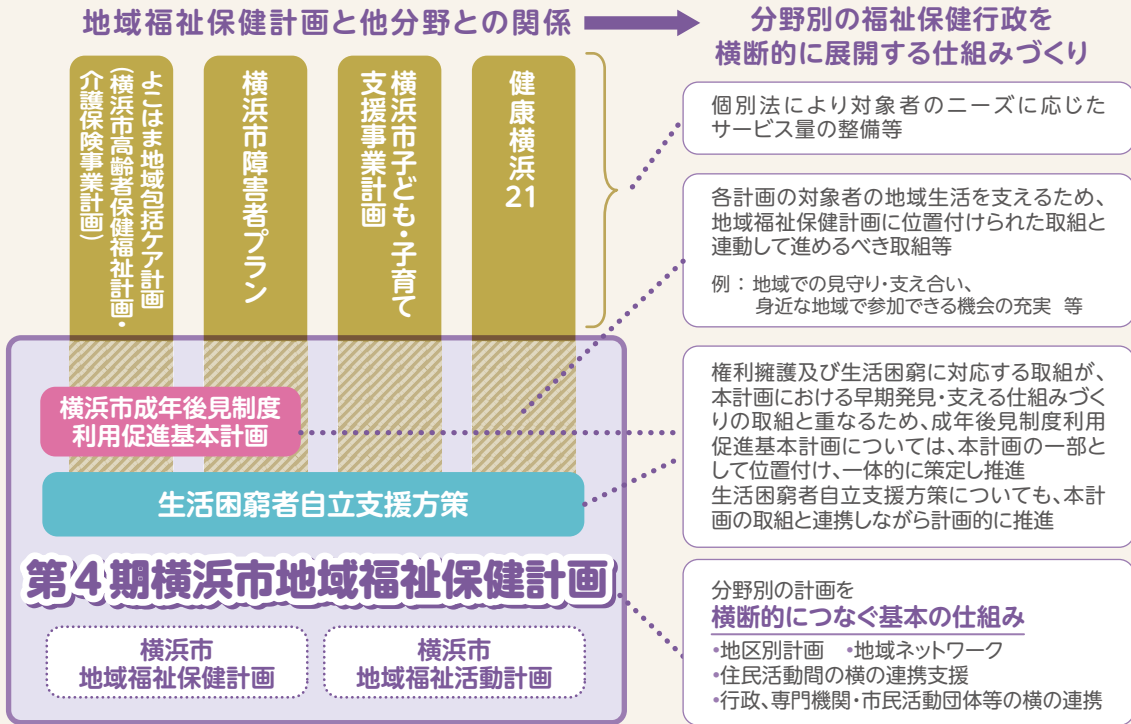 地域福祉保健計画と他分野との関係
分野別の福祉保健行政を
横断的に展開する仕組みづくり
よこはま地域包括ケア計画
(横浜市高齢者保健福祉計画・
介護保険事業計画)
横浜市障害者プラン
横浜市子ども・子育て
支援事業計画
健康横浜21
個別法により対象者のニーズに応じた
サービス量の整備等
各計画の対象者の地域生活を支えるため、
地域福祉保健計画に位置付けられた取組と
連動して進めるべき取組等
例:地域での見守り・支え合い、
身近な地域で参加できる機会の充実 等
横浜市成年後見制度
利用促進基本計画
生活困窮者自立支援方策
権利擁護及び生活困窮に対応する取組が、
本計画における早期発見・支える仕組みづく
りの取組と重なるため、成年後見制度利用
促進基本計画については、本計画の一部と
して位置付け、一体的に策定し推進
生活困窮者自立支援方策についても、本計
画の取組と連携しながら計画的に推進
第4期横浜市地域福祉保健計画
横浜市
地域福祉保健計画
横浜市
地域福祉活動計画
分野別の計画を
横断的につなぐ基本の仕組み
•地区別計画 •地域ネットワーク
•住民活動間の横の連携支援
•行政、専門機関・市民活動団体等の横の連携